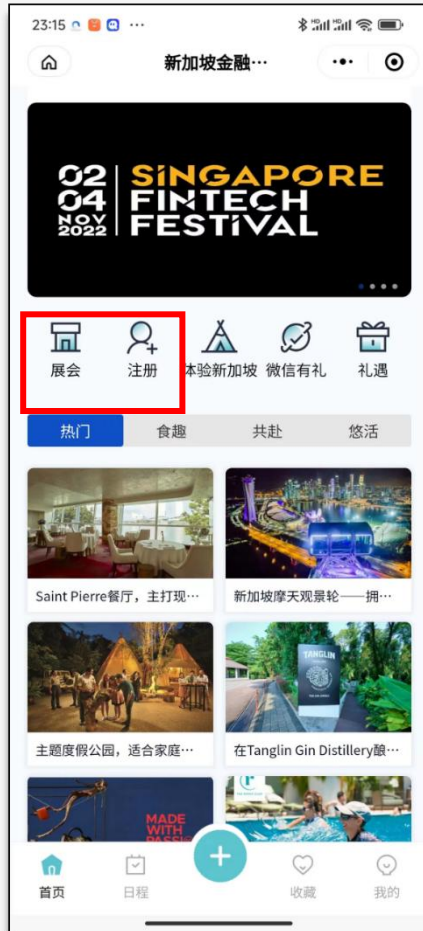 23:15
新加坡金融…
02
04
NOV
2022
SiNGAPORE
FiNTECH
FESTiVAL
展会
注册
体验新加坡
微信有礼
礼遇
热门
食趣
共赴
悠活
Saint Pierre餐厅，主打现…
新加坡摩天观景轮——拥…
TANGLIN
主题度假公园，适合家庭…
在Tanglin Gin Distillery酿…
MADE
WITH
首页
日程
收藏
我的